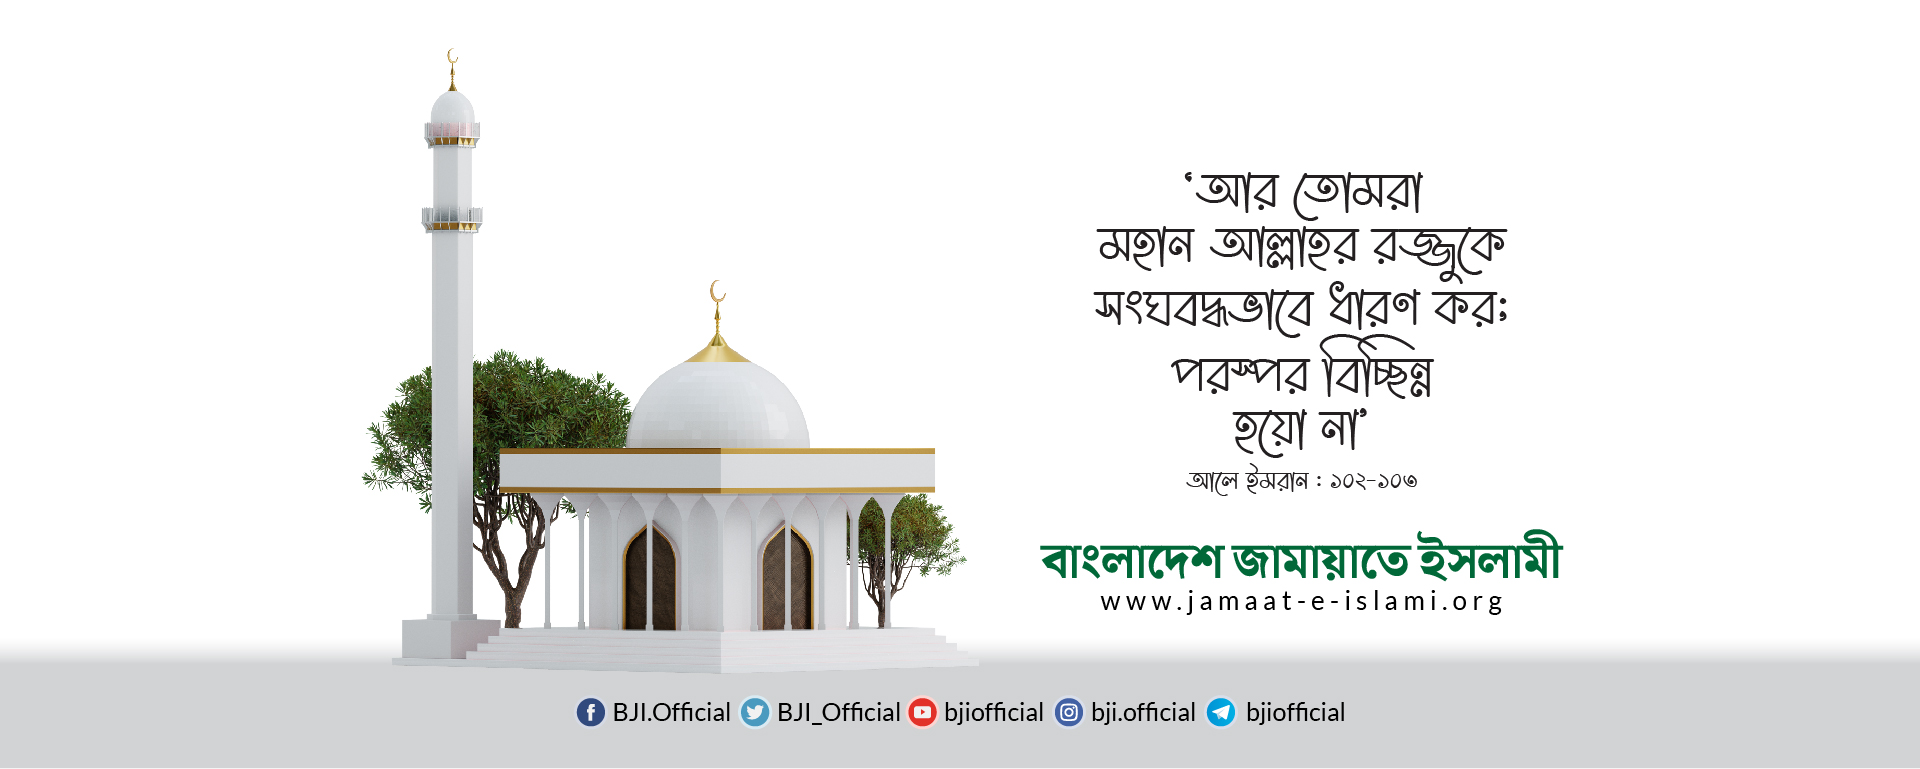 ‘আর তোমরা
মহান আল্লাহর রজ্জুকে
সংঘবদ্ধভাবে ধারণ কর;
পরস্পর বিচ্ছিন্ন
হয়ো না’
আলে ইমরান : ১০২-১০৩
বাংলাদেশ জামায়াতে ইসলামী
www.jamaat-e-islami.org
BJI.Official BJI_Official bjiofficial bji.official bjiofficial